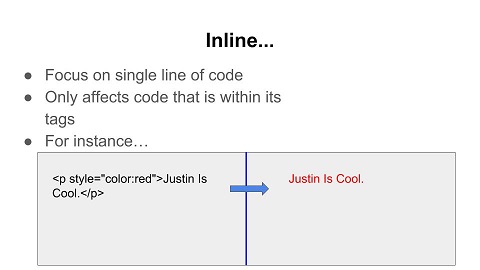 Inline...
● Focus on single line of code
● Only affects code that is within its
tags
● For instance…
<p style="color:red">Justin Is
Cool.</p>
Justin Is Cool.